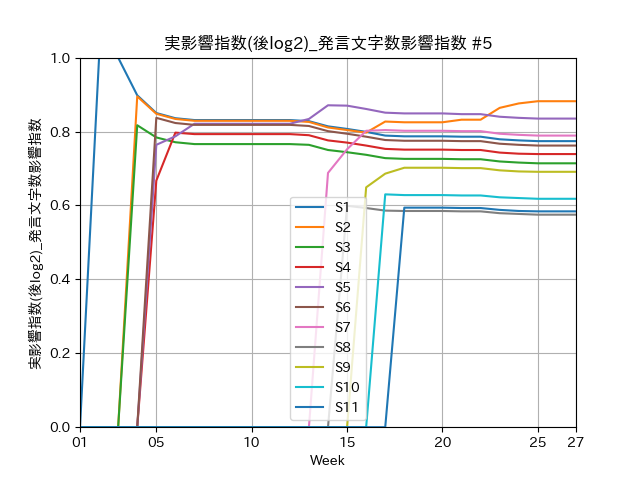 実影響指数(後log2)_発言文字数影響指数 #5
実影響指数(後log2)_発言文字数影響指数
1.0
0.8
0.6
0.4
0.2
0.0
S1
S2
S3
S4
S5
S6
S7
S8
S9
S10
S11
01
05
10
15
20
25
27
Week